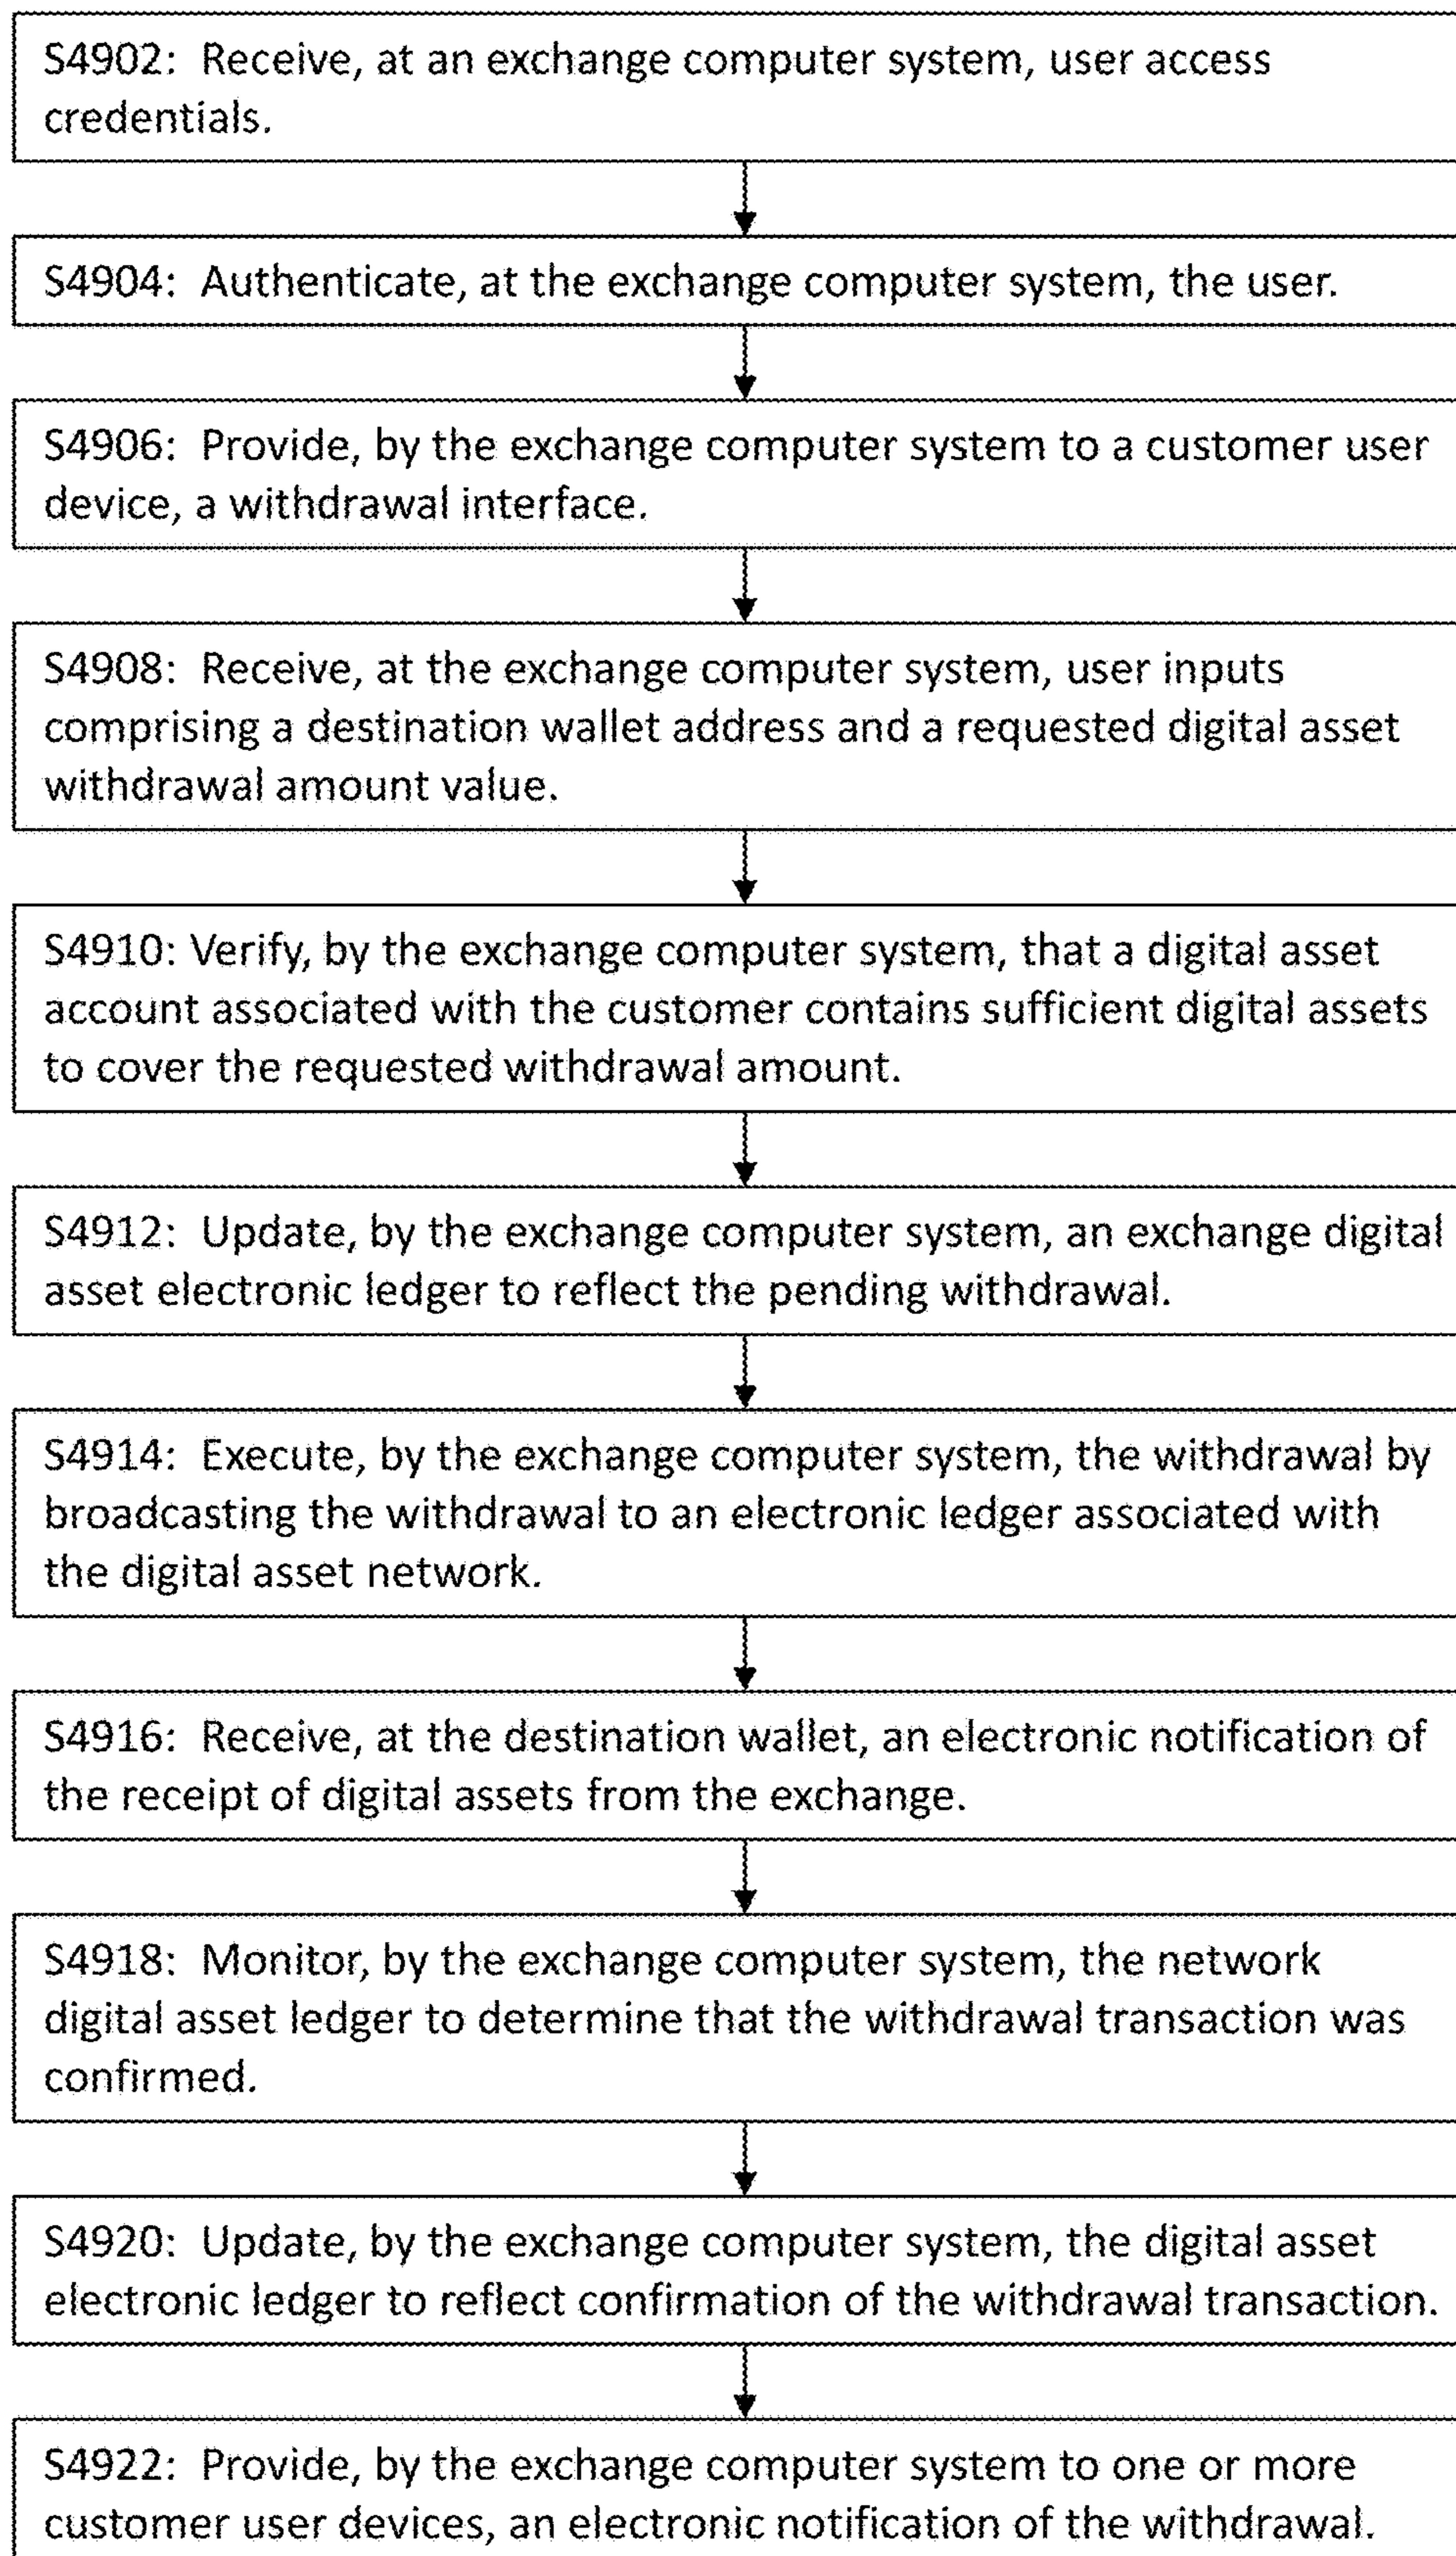 S4902:  Receive, at an exchange computer system, user access
credentials.
S4904:  Authenticate, at the exchange computer system, the user.
S4906:  Provide, by the exchange computer system to a customer user
device, a withdrawal interface.
S4908:  Receive, at the exchange computer system, user inputs
comprising a destination wallet address and a requested digital asset
withdrawal amount value.
S4910: Verify, by the exchange computer system, that a digital asset
account associated with the customer contains sufficient digital assets
to cover the requested withdrawal amount.
S4912:  Update, by the exchange computer system, an exchange digital
asset electronic ledger to reflect the pending withdrawal.
S4914:  Execute, by the exchange computer system, the withdrawal by
broadcasting the withdrawal to an electronic ledger associated with
the digital asset network.
S4916:  Receive, at the destination wallet, an electronic notification of
the receipt of digital assets from the exchange.
S4918:  Monitor, by the exchange computer system, the network
digital asset ledger to determine that the withdrawal transaction was
confirmed.
S4920:  Update, by the exchange computer system, the digital asset
electronic ledger to reflect confirmation of the withdrawal transaction.
S4922:  Provide, by the exchange computer system to one or more
customer user devices, an electronic notification of the withdrawal.